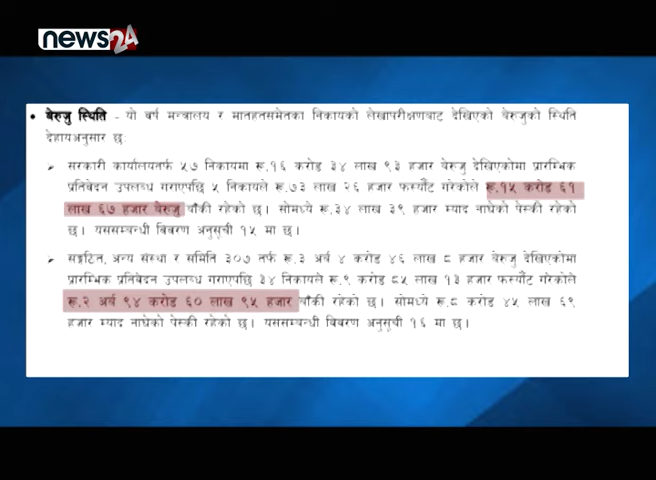 news24
• बेरुजु स्थिति - यो वर्ष मन्त्रालय र मातहतसमेतका निकायको लेखापरीक्षणबाट देखिएको बेरुजुको स्थिति
देहायअनुसार छः
➢ सरकारी कार्यालयतर्फ ५७ निकायमा रू.१६ करोड ३४ लाख ९३ हजार बेरुजु देखिएकोमा प्रारम्भिक
प्रतिवेदन उपलब्ध गराएपछि ५ निकायले रू.७३ लाख २६ हजार फर्स्यौट गरेकोले रू.१५ करोड ६१
लाख ६७ हजार बेरुजु बाँकी रहेको छ। सोमध्ये रू.३४ लाख ३९ हजार म्याद नाघेको पेस्की रहेको
छ। यससम्बन्धी विवरण अनुसूची १५ मा छ।
➢ सङ्गठित, अन्य संस्था र समिति ३०७ तर्फ रू.३ अर्ब ४ करोड ४६ लाख ८ हजार बेरुजु देखिएकोमा
प्रारम्भिक प्रतिवेदन उपलब्ध गराएपछि ३४ निकायले रू.९ करोड ८५ लाख १३ हजार फर्स्यौट गरेकोले
रू.२ अर्ब ९४ करोड ६० लाख ९५ हजार बाँकी रहेको छ। सोमध्ये रू.८ करोड ४५ लाख ६९
हजार म्याद नाघेको पेस्की रहेको छ। यससम्बन्धी विवरण अनुसूची १६ मा छ।